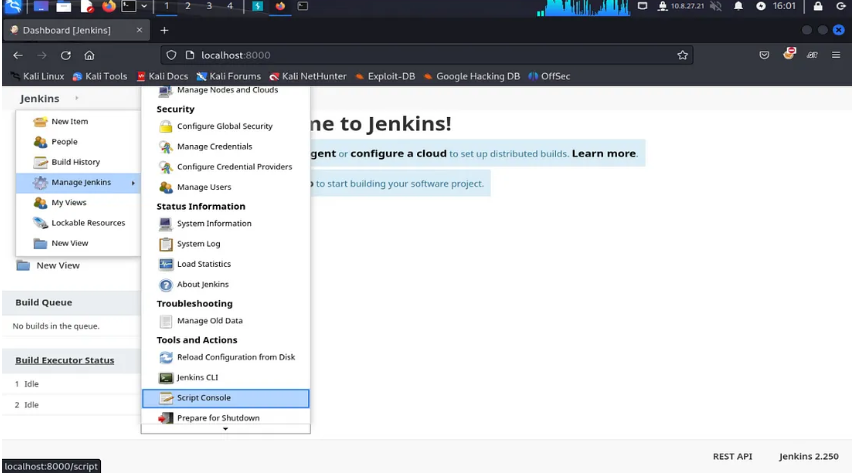 1 2 3 4
10.8.27.21
16:01
Dashboard [Jenkins]
localhost:8000
Kali Linux Kali Tools Kali Docs Kali Forums Kali NetHunter Exploit-DB Google Hacking DB OffSec
Jenkins
New Item
People
Build History
Manage Jenkins
My Views
Lockable Resources
New View
New View
Build Queue
No builds in the queue.
Build Executor Status
1 Idle
2 Idle
Manage Nodes and Clouds
Security
Configure Global Security
Manage Credentials
Configure Credential Providers
Manage Users
Status Information
System Information
System Log
Load Statistics
About Jenkins
Troubleshooting
Manage Old Data
Tools and Actions
Reload Configuration from Disk
Jenkins CLI
Script Console
Prepare for Shutdown
me to Jenkins!
gent or configure a cloud to set up distributed builds. Learn more.
to start building your software project.
REST API Jenkins 2.250
localhost:8000/script